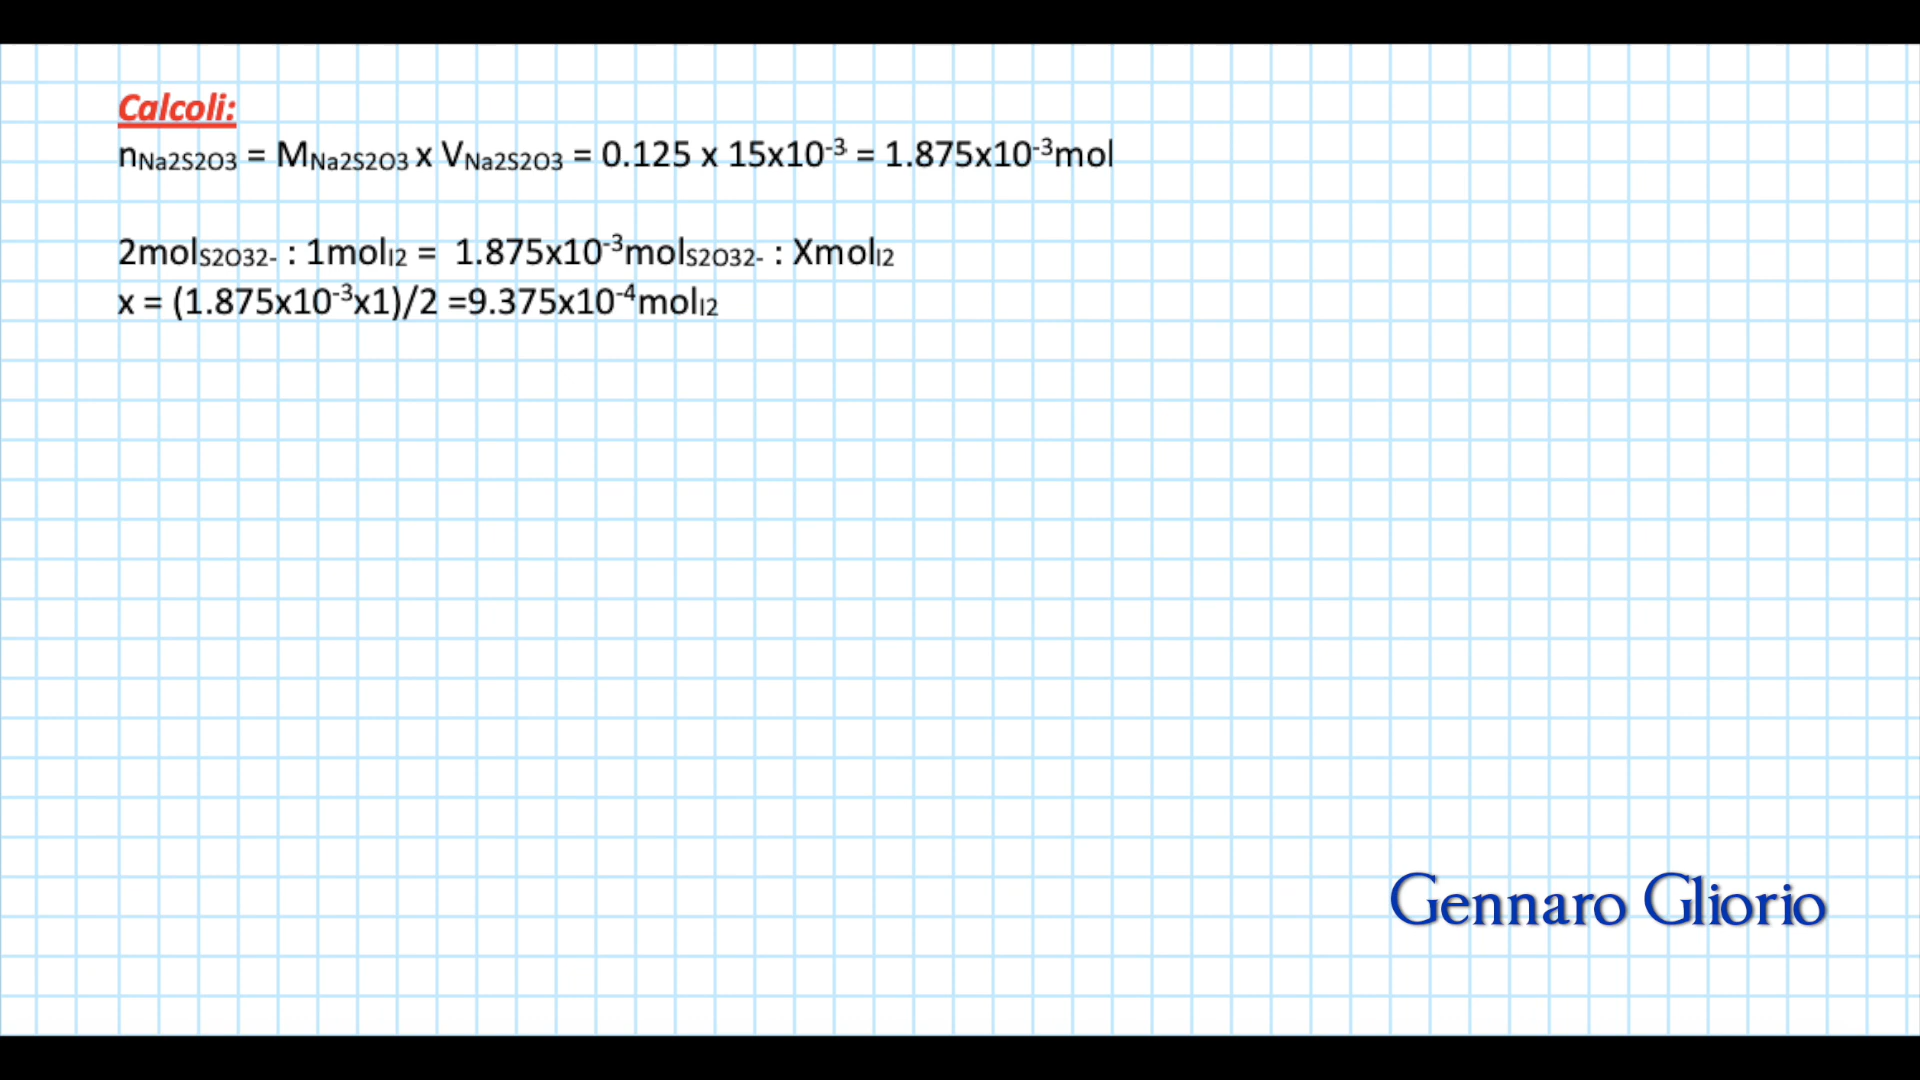 Calcoli:
nNa2S2O3 = MNa2S2O3 x VNa2S2O3 = 0.125 x 15x10⁻³ = 1.875x10⁻³mol
2molS2O32- : 1molI2 = 1.875x10⁻³molS2O32- : XmolI2
x = (1.875x10⁻³x1)/2 =9.375x10⁻⁴molI2
Gennaro Gliorio